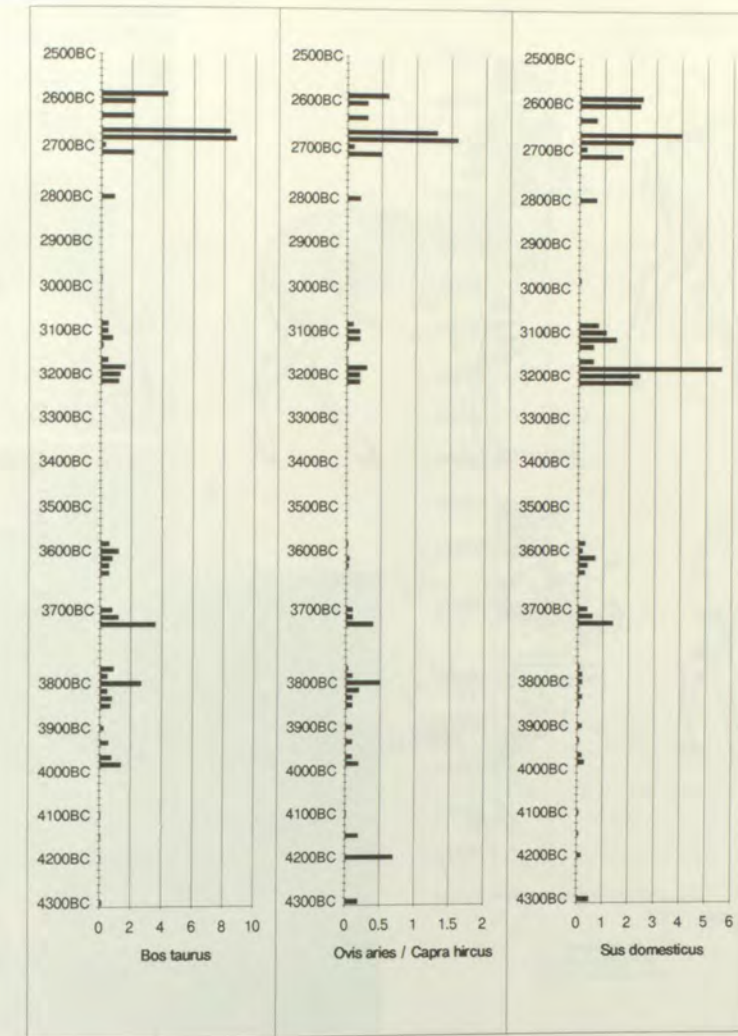 2500BC
2600BC
2700BC
2800BC
2900BC
3000BC
3100BC
3200BC
3300BC
3400BC
3500BC
3600BC
3700BC
3800BC
3900BC
4000BC
4100BC
4200BC
4300BC
0 2 4 6 8 10
Bos taurus
2500BC
2600BC
2700BC
2800BC
2900BC
3000BC
3100BC
3200BC
3300BC
3400BC
3500BC
3600BC
3700BC
3800BC
3900BC
4000BC
4100BC
4200BC
4300BC
0 0.5 1 1.5 2
Ovis aries / Capra hircus
2500BC
2600BC
2700BC
2800BC
2900BC
3000BC
3100BC
3200BC
3300BC
3400BC
3500BC
3600BC
3700BC
3800BC
3900BC
4000BC
4100BC
4200BC
4300BC
0 1 2 3 4 5 6
Sus domesticus